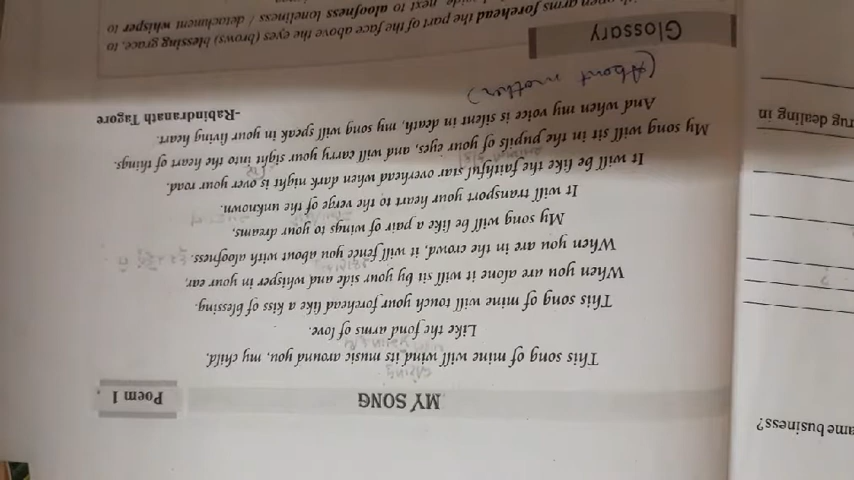 MY SONG
Poem 1
This song of mine will wind its music around you, my child,
Like the fond arms of love.
This song of mine will touch your forehead like a kiss of blessing.
When you are alone it will sit by your side and whisper in your ear,
When you are in the crowd, it will fence you about with aloofness.
My song will be like a pair of wings to your dreams,
It will transport your heart to the verge of the unknown.
It will be like the faithful star overhead when dark night is over your road.
My song will sit in the pupils of your eyes, and will carry your sight into the heart of things.
And when my voice is silent in death, my song will speak in your living heart.
-Rabindranath Tagore
(About mother)
Glossary
arms forehead the part of the face above the eyes (brows) blessing grace, to
next to aloofness loneliness / detachment whisper to
ame business?
rug dealing in